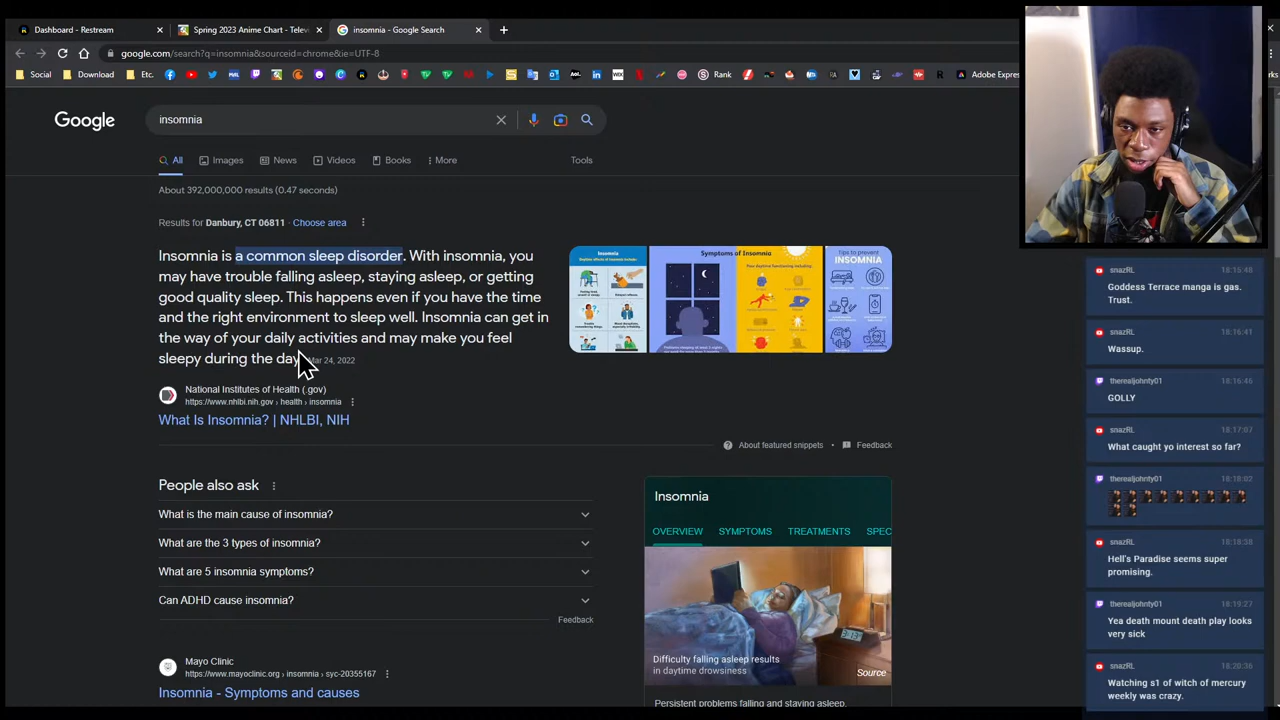 Dashboard - Restream
Spring 2023 Anime Chart - Telev
insomnia - Google Search
google.com/search?q=insomnia&sourceid=chrome&ie=UTF-8
Social
Download
Etc.
Rank
Adobe Expres
Google
insomnia
All
Images
News
Videos
Books
More
Tools
About 392,000,000 results (0.47 seconds)
Results for Danbury, CT 06811 · Choose area
Insomnia is a common sleep disorder. With insomnia, you
may have trouble falling asleep, staying asleep, or getting
good quality sleep. This happens even if you have the time
and the right environment to sleep well. Insomnia can get in
the way of your daily activities and may make you feel
sleepy during the day. Mar 24, 2022
Insomnia
Symptoms of Insomnia
Tips to prevent
INSOMNIA
National Institutes of Health (.gov)
https://www.nhlbi.nih.gov › health › insomnia
What Is Insomnia? | NHLBI, NIH
About featured snippets
•
Feedback
People also ask
What is the main cause of insomnia?
What are the 3 types of insomnia?
What are 5 insomnia symptoms?
Can ADHD cause insomnia?
Feedback
Mayo Clinic
https://www.mayoclinic.org › insomnia › syc-20355167
Insomnia - Symptoms and causes
Insomnia
OVERVIEW
SYMPTOMS
TREATMENTS
SPEC
3:13
Difficulty falling asleep results
in daytime drowsiness
Source
Persistent problems falling and staying asleep.
snazRL 18:16:48
Goddess Terrace manga is gas.
Trust.
snazRL 18:16:41
Wassup.
therealjohnty01 18:16:46
GOLLY
snazRL 18:17:07
What caught yo interest so far?
therealjohnty01 18:18:02
snazRL 18:18:38
Hell's Paradise seems super
promising.
therealjohnty01 18:19:27
Yea death mount death play looks
very sick
snazRL 18:20:36
Watching s1 of witch of mercury
weekly was crazy.